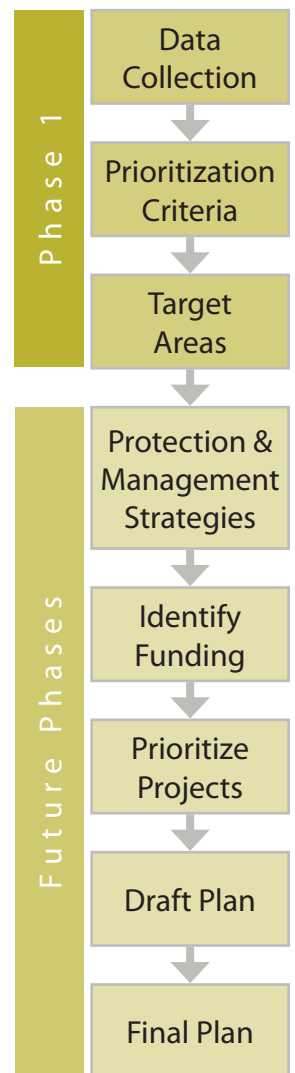 Phase 1
Data
Collection
Prioritization
Criteria
Target
Areas
Future Phases
Protection &
Management
Strategies
Identify
Funding
Prioritize
Projects
Draft Plan
Final Plan